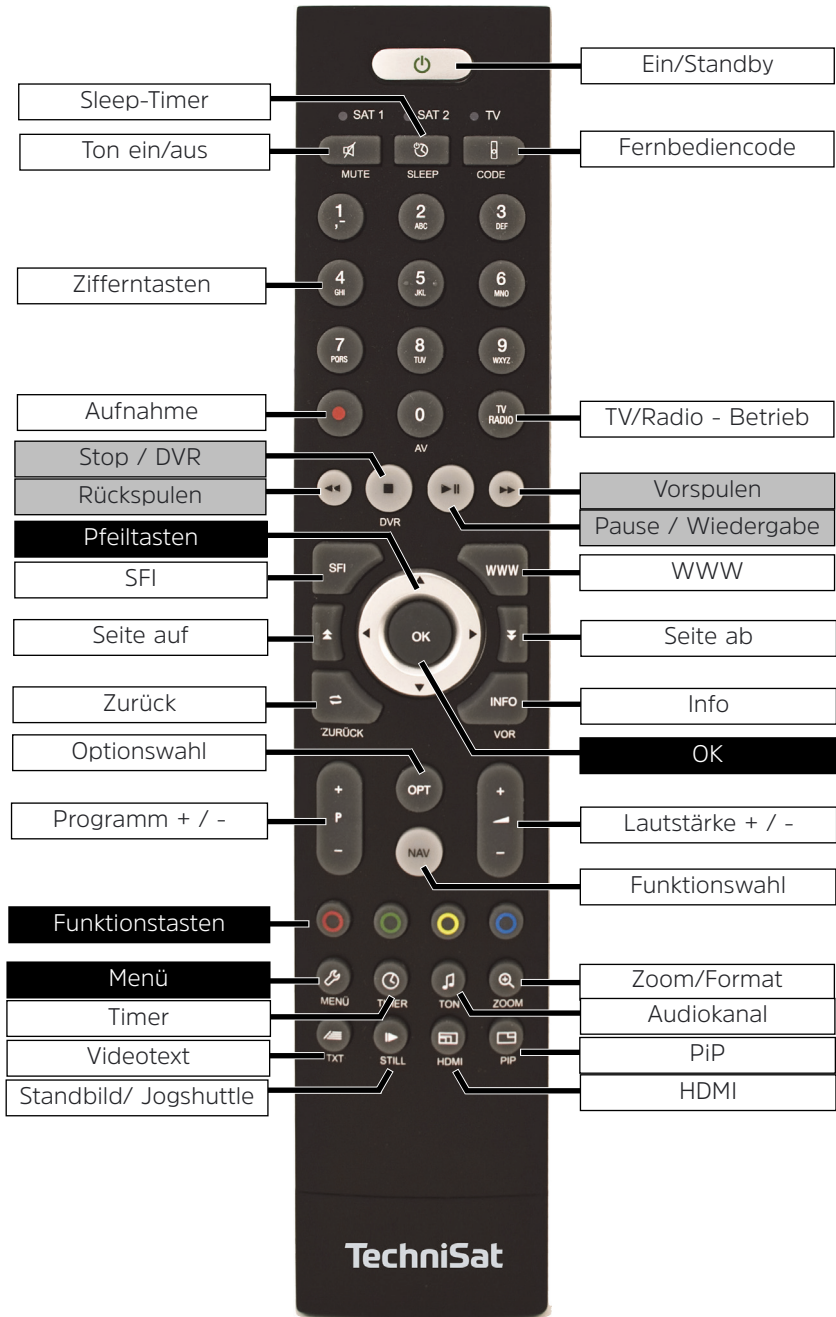 Ein/Standby
Sleep-Timer
SAT 1 SAT 2 TV
Ton ein/aus
Fernbediencode
MUTE SLEEP CODE
1 2 3
,- ABC DEF
Zifferntasten
4 5 6
GHI JKL MNO
7 8 9
PQRS TUV WXYZ
Aufnahme
0
TV
RADIO
TV/Radio - Betrieb
AV
Stop / DVR
Rückspulen
Vorspulen
DVR
Pause / Wiedergabe
Pfeiltasten
SFI
SFI
WWW
WWW
Seite auf
OK
Seite ab
Zurück
INFO
Info
ZURÜCK
VOR
Optionswahl
OPT
OK
+ +
Programm + / -
P
Lautstärke + / -
- -
NAV
Funktionswahl
Funktionstasten
Menü
Zoom/Format
MENÜ TIMER TON ZOOM
Timer
Audiokanal
Videotext
PiP
TXT STILL HDMI PIP
Standbild/ Jogshuttle
HDMI
TechniSat